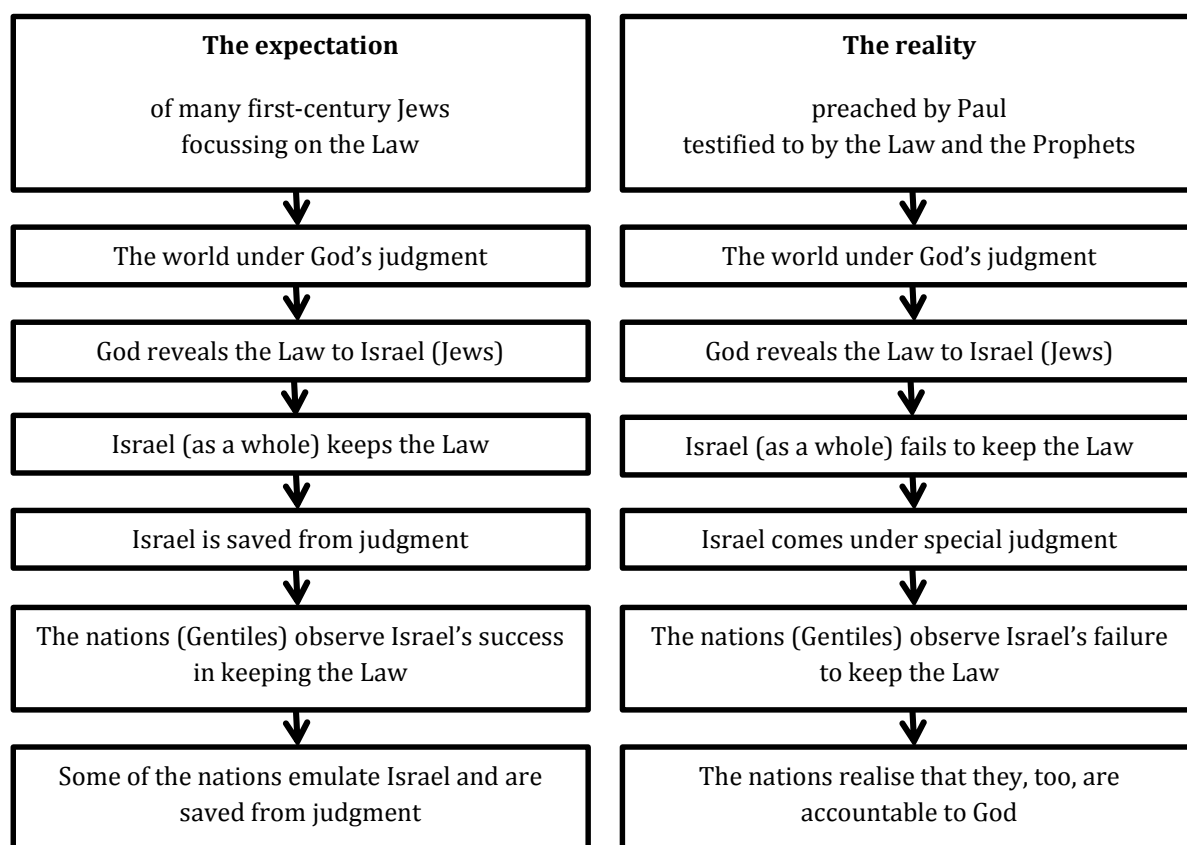 The expectation
of many first-century Jews
focussing on the Law
The world under God’s judgment
God reveals the Law to Israel (Jews)
Israel (as a whole) keeps the Law
Israel is saved from judgment
The nations (Gentiles) observe Israel’s success
in keeping the Law
Some of the nations emulate Israel and are
saved from judgment
The reality
preached by Paul
testified to by the Law and the Prophets
The world under God’s judgment
God reveals the Law to Israel (Jews)
Israel (as a whole) fails to keep the Law
Israel comes under special judgment
The nations (Gentiles) observe Israel’s failure
to keep the Law
The nations realise that they, too, are
accountable to God